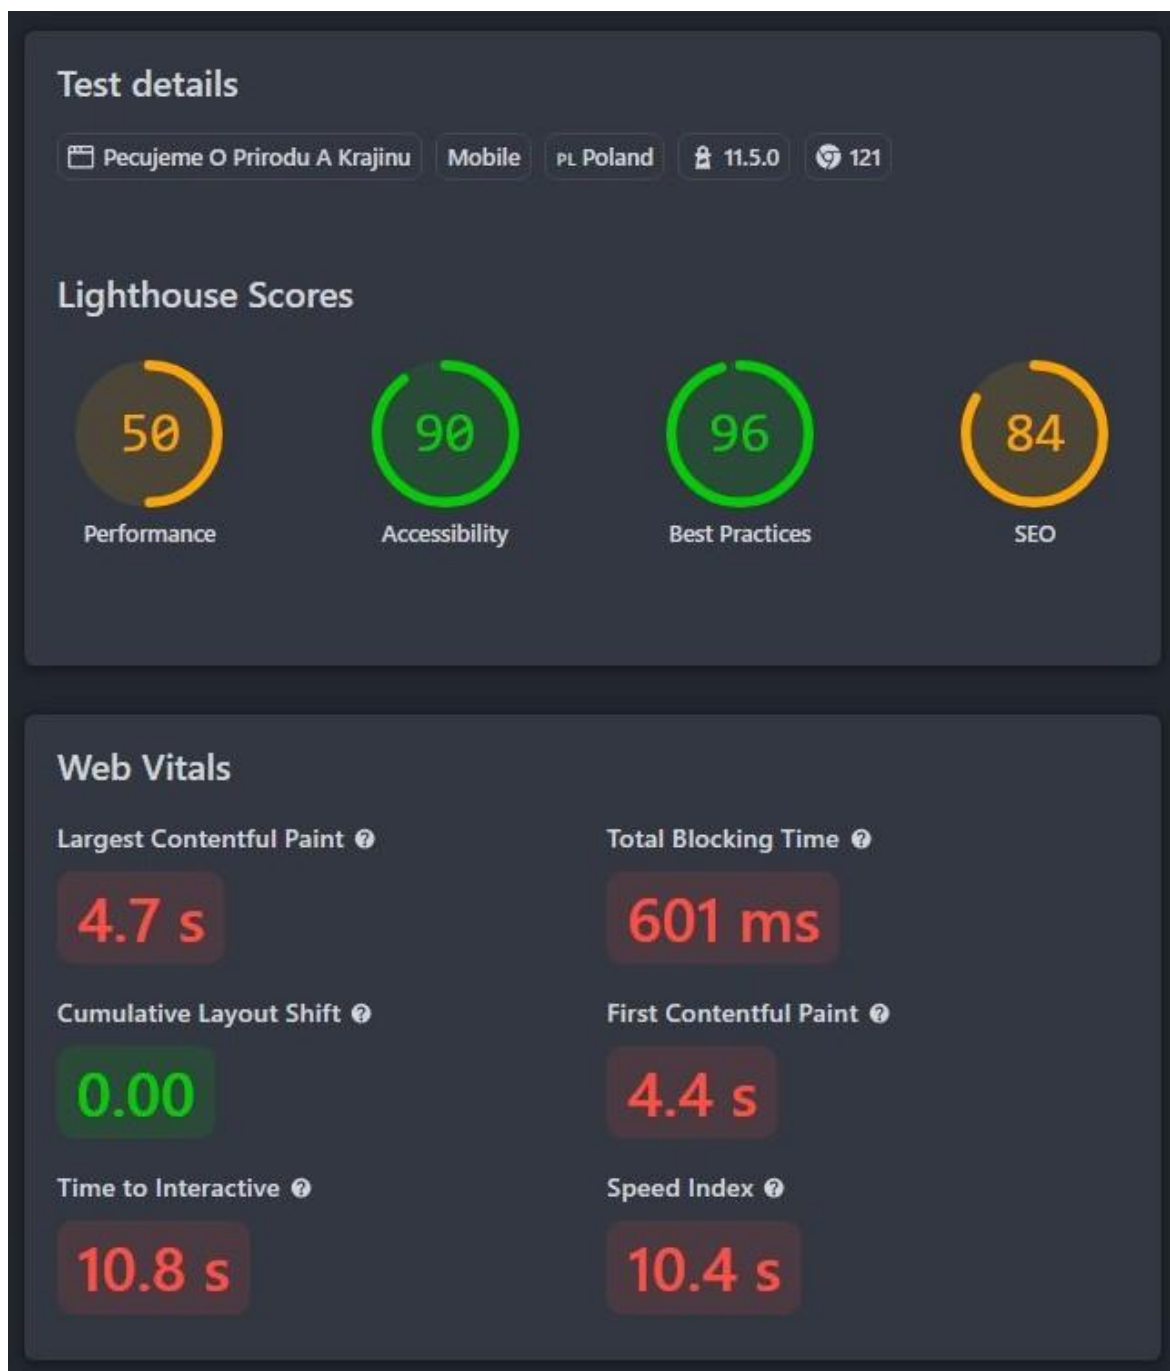 Test details
Pecujeme O Prirodu A Krajinu Mobile PL Poland 11.5.0 121
Lighthouse Scores
50 90 96 84
Performance Accessibility Best Practices SEO
Web Vitals
Largest Contentful Paint ? Total Blocking Time ?
4.7 s 601 ms
Cumulative Layout Shift ? First Contentful Paint ?
0.00 4.4 s
Time to Interactive ? Speed Index ?
10.8 s 10.4 s